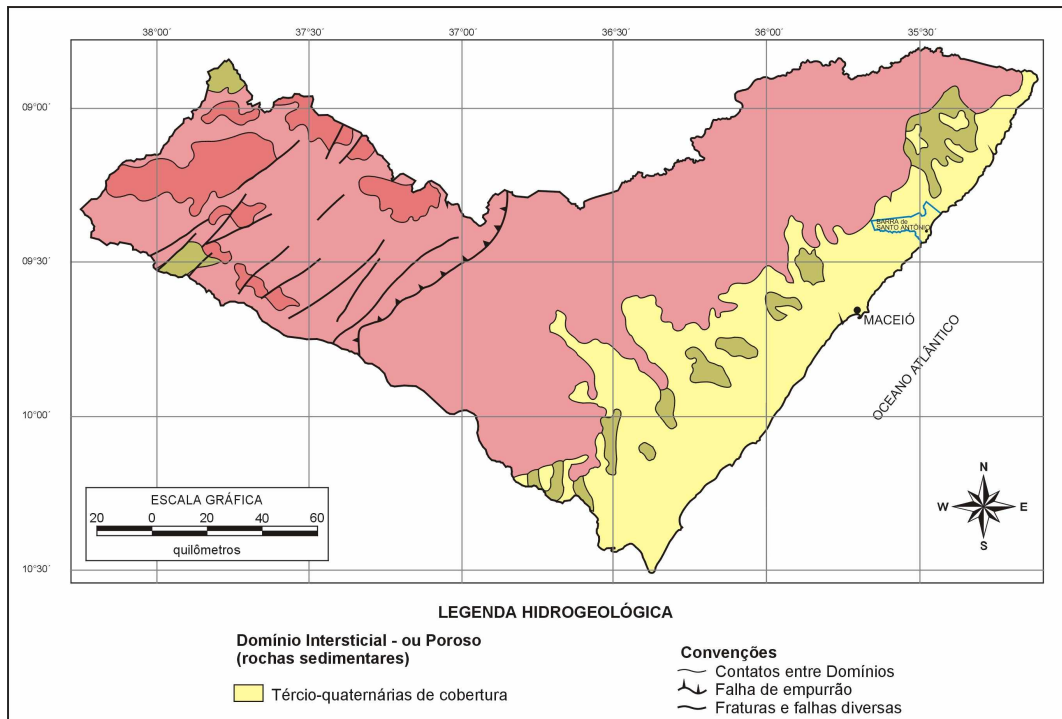 38°00´ 37°30´ 37°00´ 36°30´ 36°00´ 35°30´
09°00´
BARRA de
SANTO ANTÔNIO
09°30´
MACEIÓ
OCEANO ATLÂNTICO
10°00´
ESCALA GRÁFICA
20 0 20 40 60
quilômetros
N
W E
S
10°30´
LEGENDA HIDROGEOLÓGICA
Domínio Intersticial - ou Poroso
(rochas sedimentares)
Tércio-quaternárias de cobertura
Convenções
Contatos entre Domínios
Falha de empurrão
Fraturas e falhas diversas